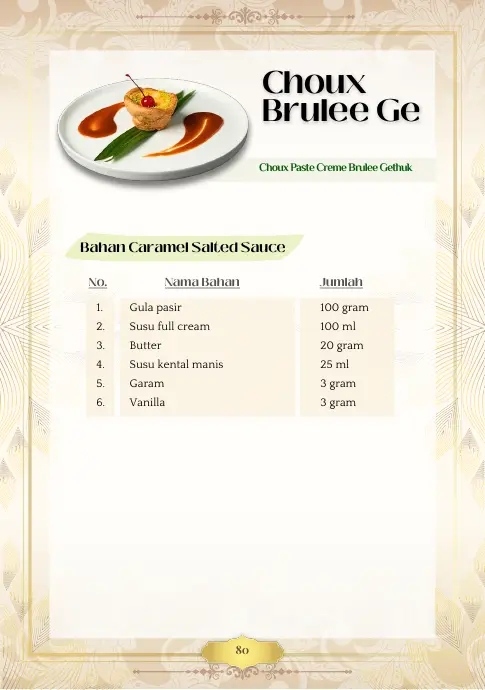 Choux
Brulee Ge
Choux Paste Creme Brulee Gethuk
Bahan Caramel Salted Sauce
No. Nama Bahan Jumlah
1. Gula pasir 100 gram
2. Susu full cream 100 ml
3. Butter 20 gram
4. Susu kental manis 25 ml
5. Garam 3 gram
6. Vanilla 3 gram
80